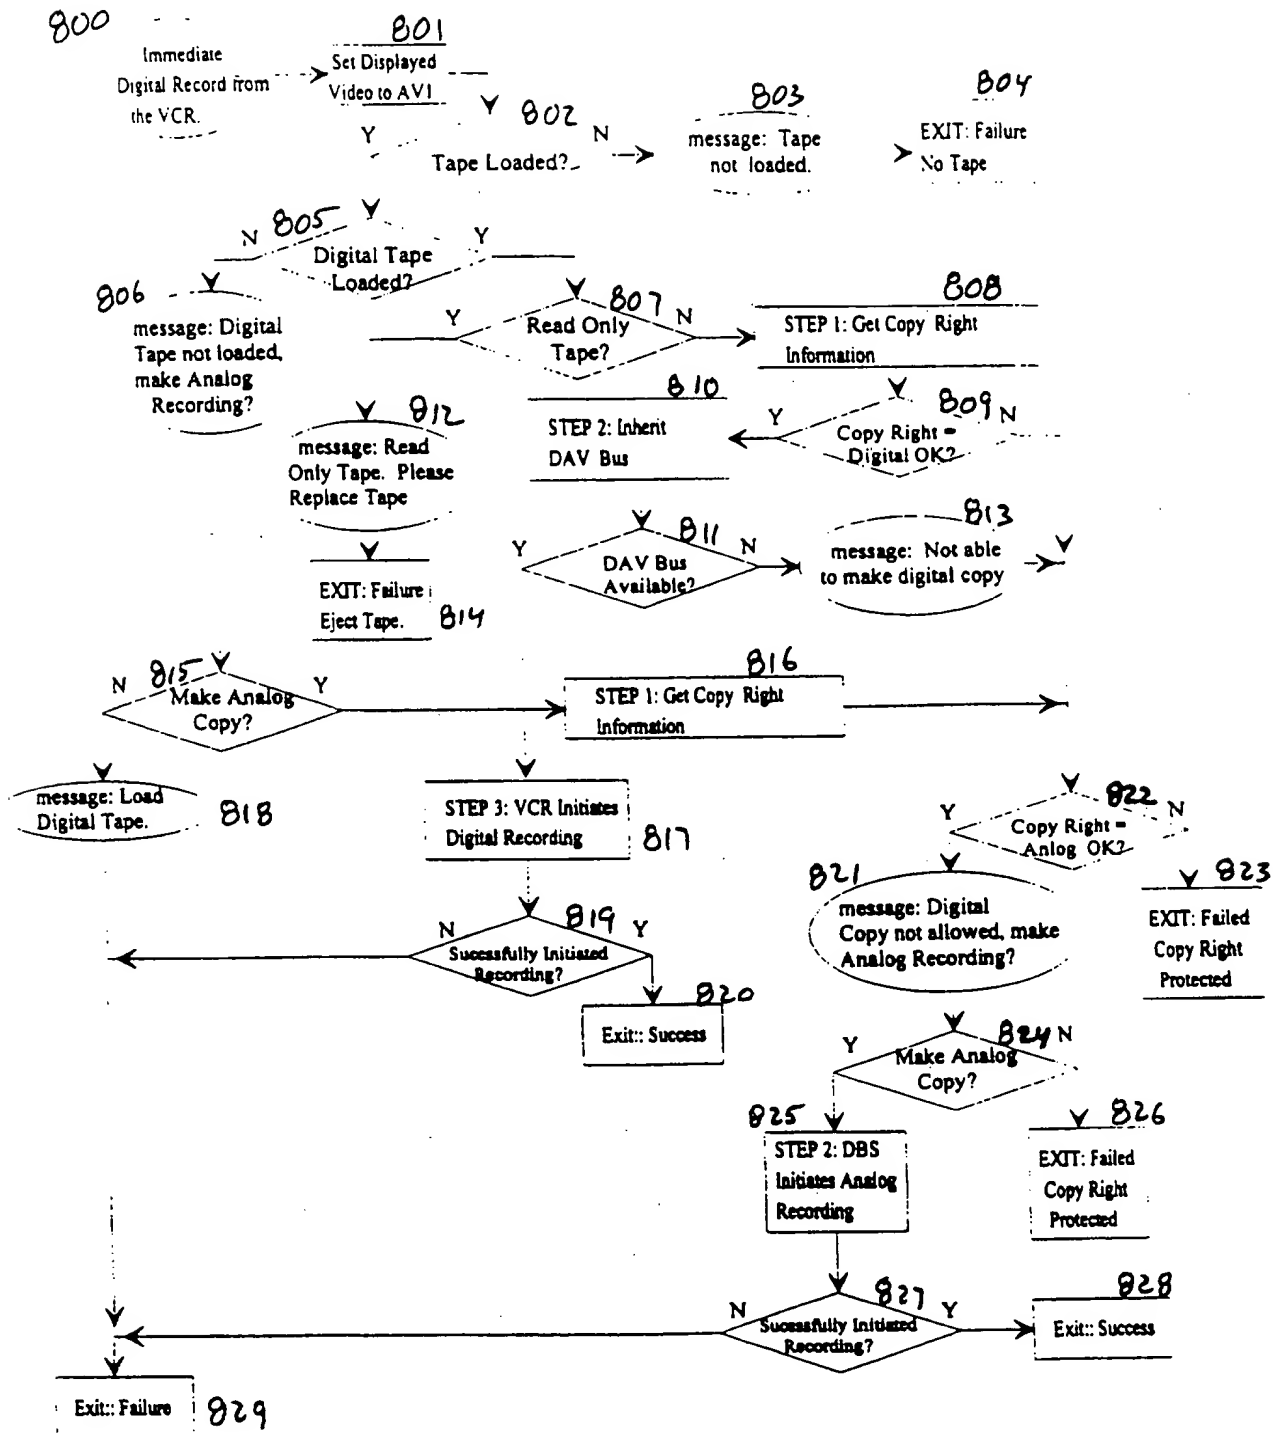 800
Immediate
Digital Record from
the VCR.
801
Set Displayed
Video to AV1
802
Y
N
Tape Loaded?
803
message: Tape
not loaded.
804
EXIT: Failure
No Tape
805
N
Y
Digital Tape
Loaded?
806
message: Digital
Tape not loaded,
make Analog
Recording?
807
Y
N
Read Only
Tape?
808
STEP 1: Get Copy Right
Information
809
Y
N
Copy Right =
Digital OK?
810
STEP 2: Inherit
DAV Bus
812
message: Read
Only Tape. Please
Replace Tape
811
Y
N
DAV Bus
Available?
813
message: Not able
to make digital copy
EXIT: Failure
Eject Tape.
814
815
N
Y
Make Analog
Copy?
816
STEP 1: Get Copy Right
Information
message: Load
Digital Tape.
818
STEP 3: VCR Initiates
Digital Recording
817
822
Y
N
Copy Right =
Anlog OK?
821
message: Digital
Copy not allowed, make
Analog Recording?
823
EXIT: Failed
Copy Right
Protected
819
N
Y
Sucessfully Initiated
Recording?
820
Exit:: Success
824
Y
N
Make Analog
Copy?
825
STEP 2: DBS
Initiates Analog
Recording
826
EXIT: Failed
Copy Right
Protected
827
N
Y
Sucessfully Initiated
Recording?
828
Exit:: Success
Exit:: Failure
829